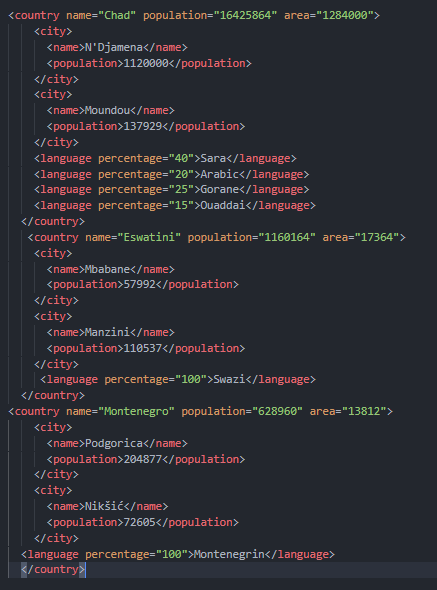 <country name="Chad" population="16425864" area="1284000">
<city>
<name>N'Djamena</name>
<population>1120000</population>
</city>
<city>
<name>Moundou</name>
<population>137929</population>
</city>
<language percentage="40">Sara</language>
<language percentage="20">Arabic</language>
<language percentage="25">Gorane</language>
<language percentage="15">Ouaddai</language>
</country>
<country name="Eswatini" population="1160164" area="17364">
<city>
<name>Mbabane</name>
<population>57992</population>
</city>
<city>
<name>Manzini</name>
<population>110537</population>
</city>
<language percentage="100">Swazi</language>
</country>
<country name="Montenegro" population="628960" area="13812">
<city>
<name>Podgorica</name>
<population>204877</population>
</city>
<city>
<name>Nikšić</name>
<population>72605</population>
</city>
<language percentage="100">Montenegrin</language>
</country>